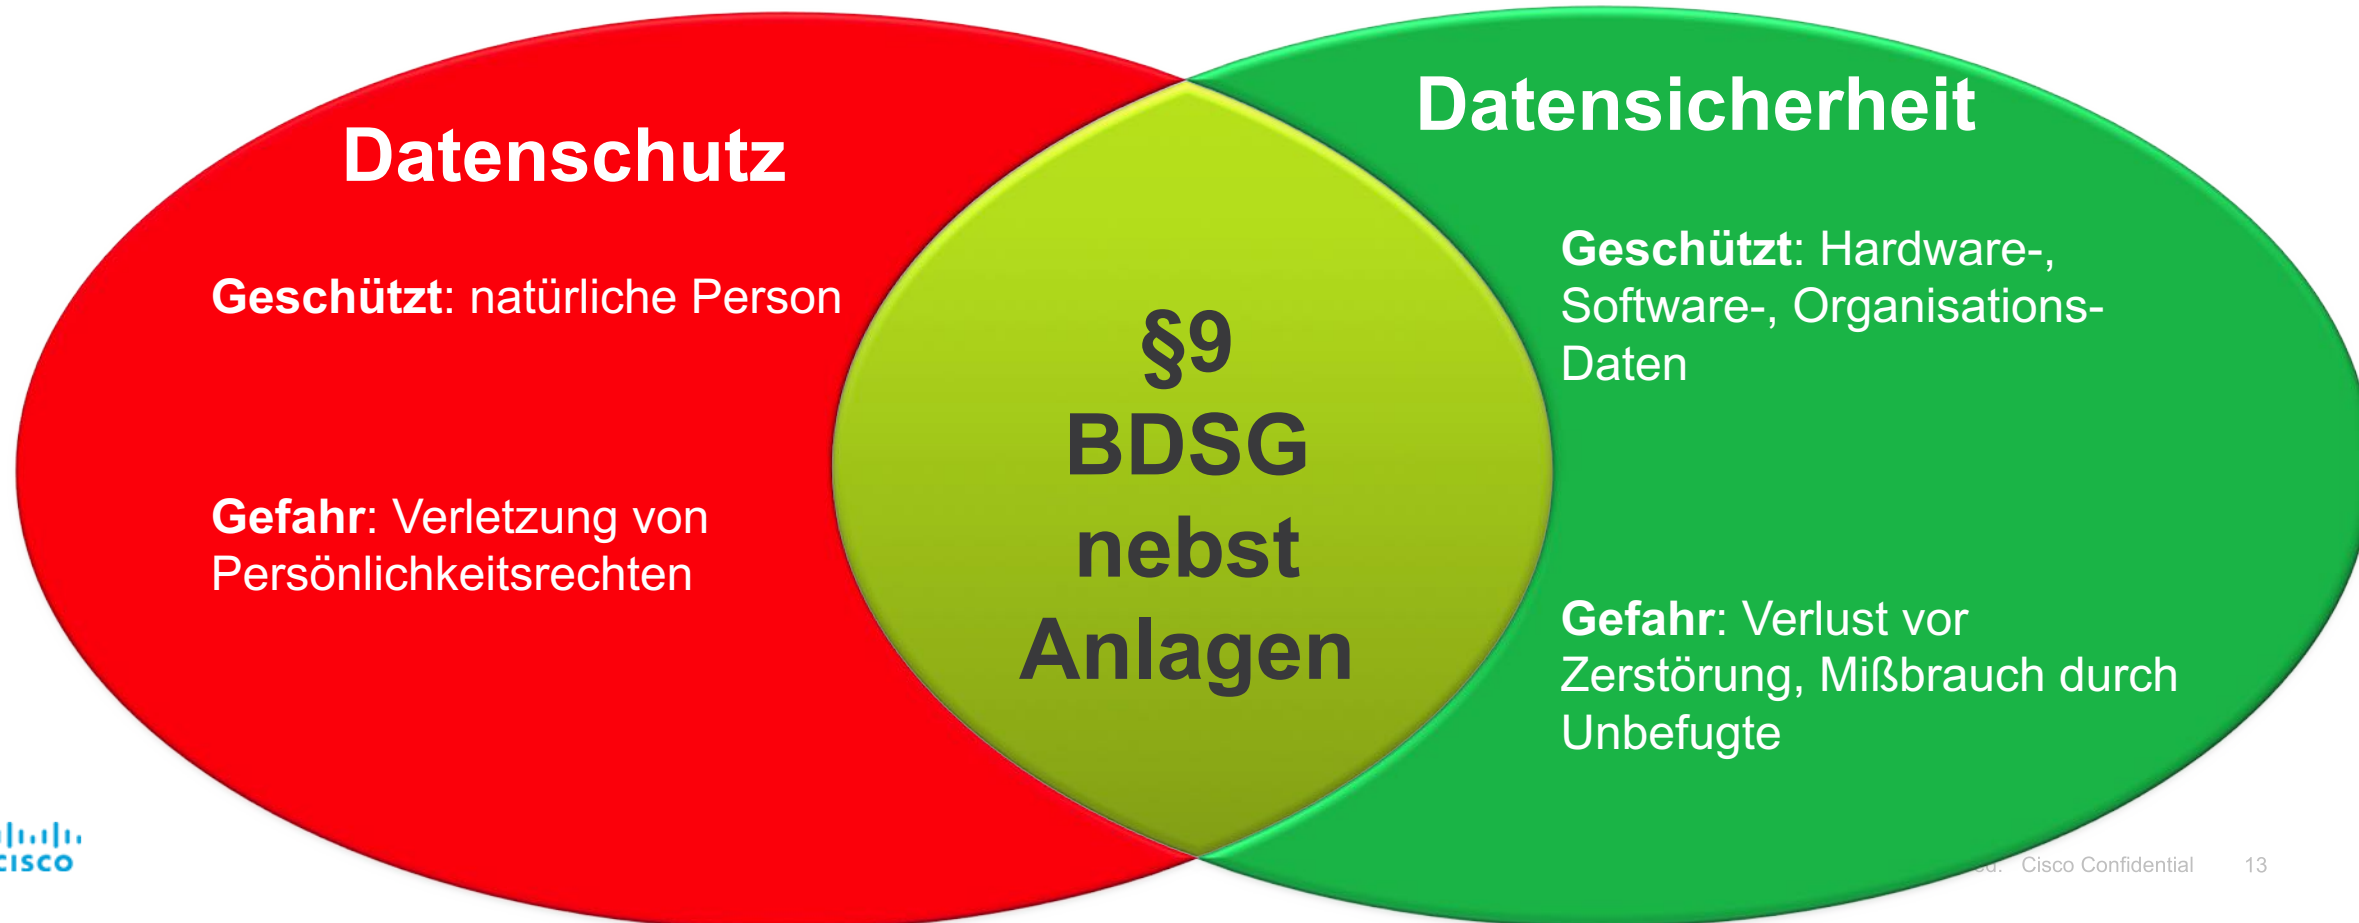 Datenschutz
Geschützt: natürliche Person
Gefahr: Verletzung von
Persönlichkeitsrechten
§9
BDSG
nebst
Anlagen
Datensicherheit
Geschützt: Hardware-,
Software-, Organisations-
Daten
Gefahr: Verlust vor
Zerstörung, Mißbrauch durch
Unbefugte
CISCO
Cisco Confidential 13